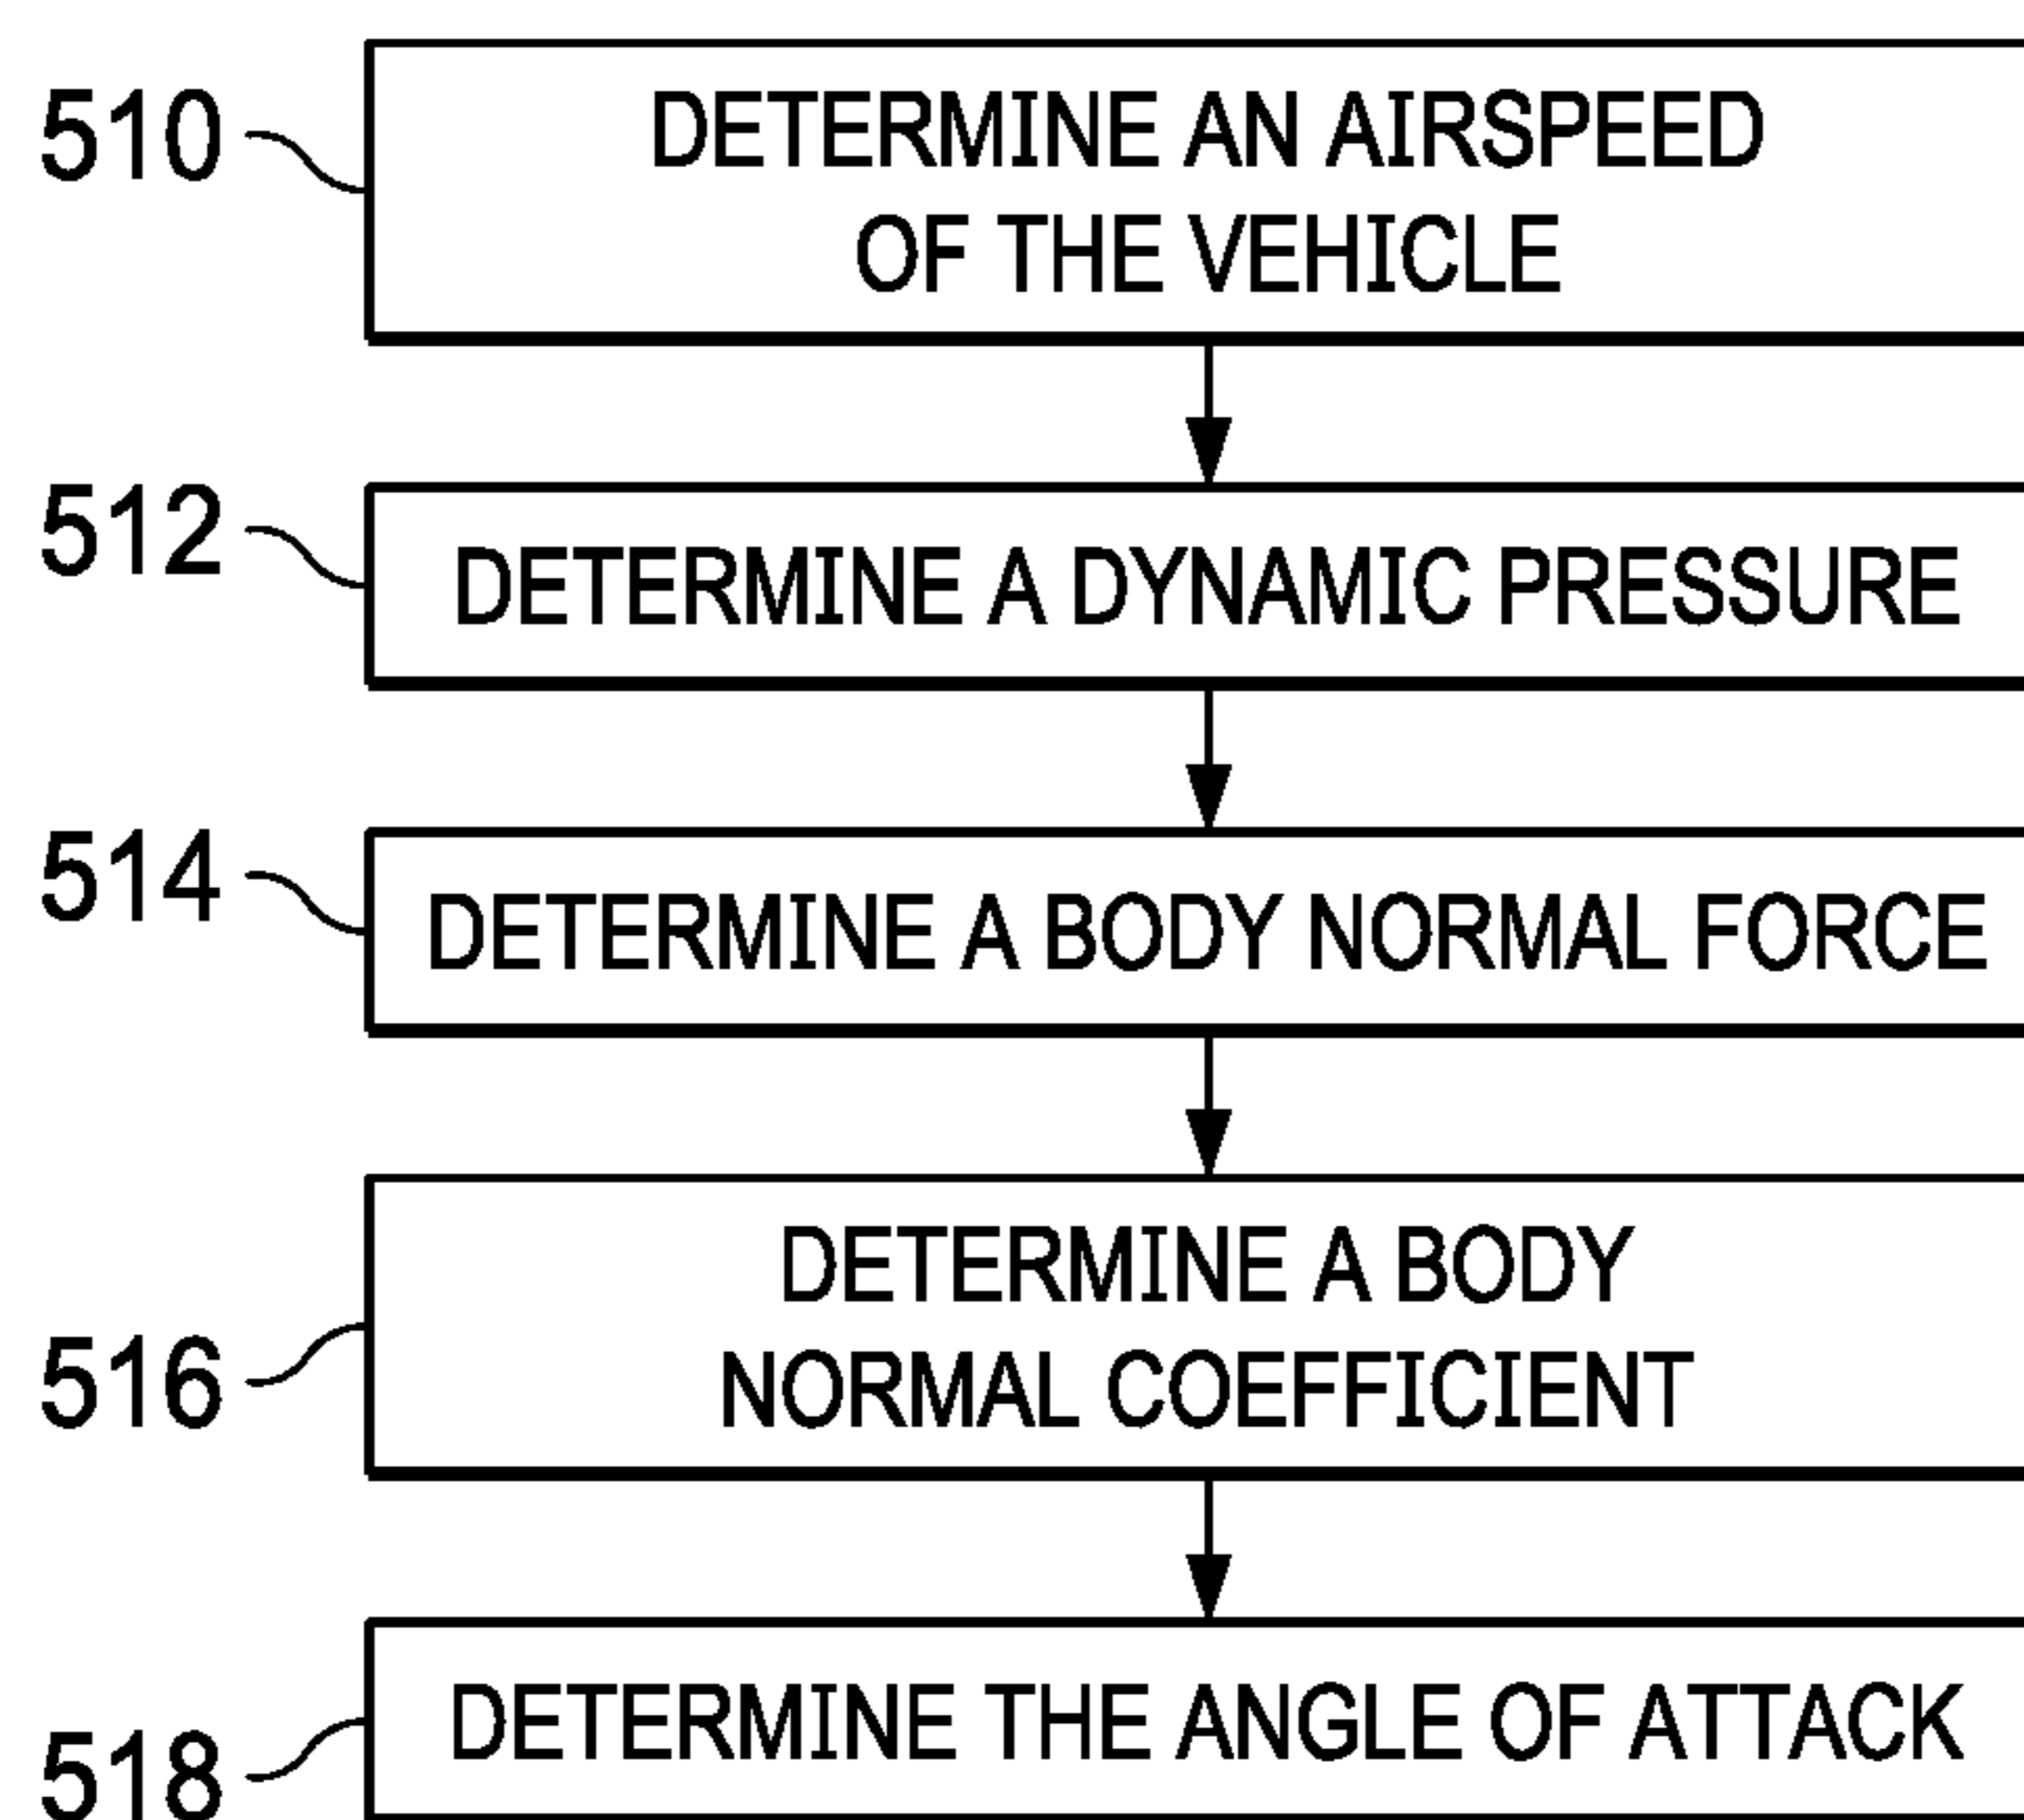 510
DETERMINE AN AIRSPEED
OF THE VEHICLE
512
DETERMINE A DYNAMIC PRESSURE
514
DETERMINE A BODY NORMAL FORCE
516
DETERMINE A BODY
NORMAL COEFFICIENT
518
DETERMINE THE ANGLE OF ATTACK